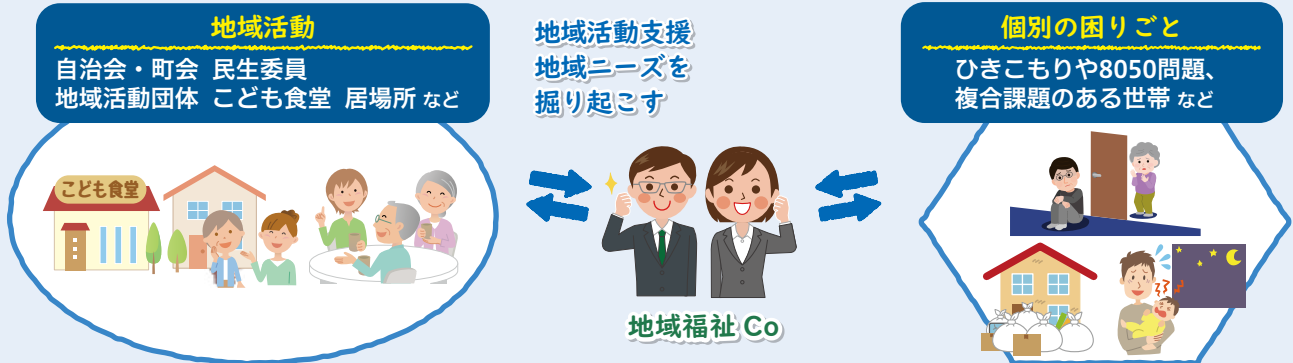 地域活動
自治会・町会 民生委員
地域活動団体 こども食堂 居場所 など
こども食堂
地域活動支援
地域ニーズを
掘り起こす
地域福祉 Co
個別の困りごと
ひきこもりや8050問題、
複合課題のある世帯 など